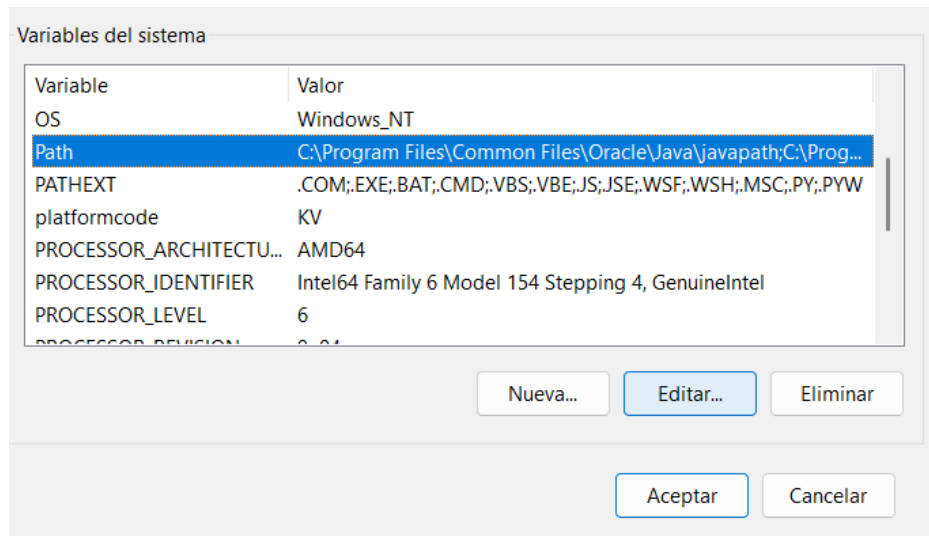 Variables del sistema
Variable Valor
OS Windows_NT
Path C:\Program Files\Common Files\Oracle\Java\javapath;C:\Prog...
PATHEXT .COM;.EXE;.BAT;.CMD;.VBS;.VBE;.JS;.JSE;.WSF;.WSH;.MSC;.PY;.PYW
platformcode KV
PROCESSOR_ARCHITECTU... AMD64
PROCESSOR_IDENTIFIER Intel64 Family 6 Model 154 Stepping 4, GenuineIntel
PROCESSOR_LEVEL 6
PROCESSOR_REVISION
Nueva... Editar... Eliminar
Aceptar Cancelar